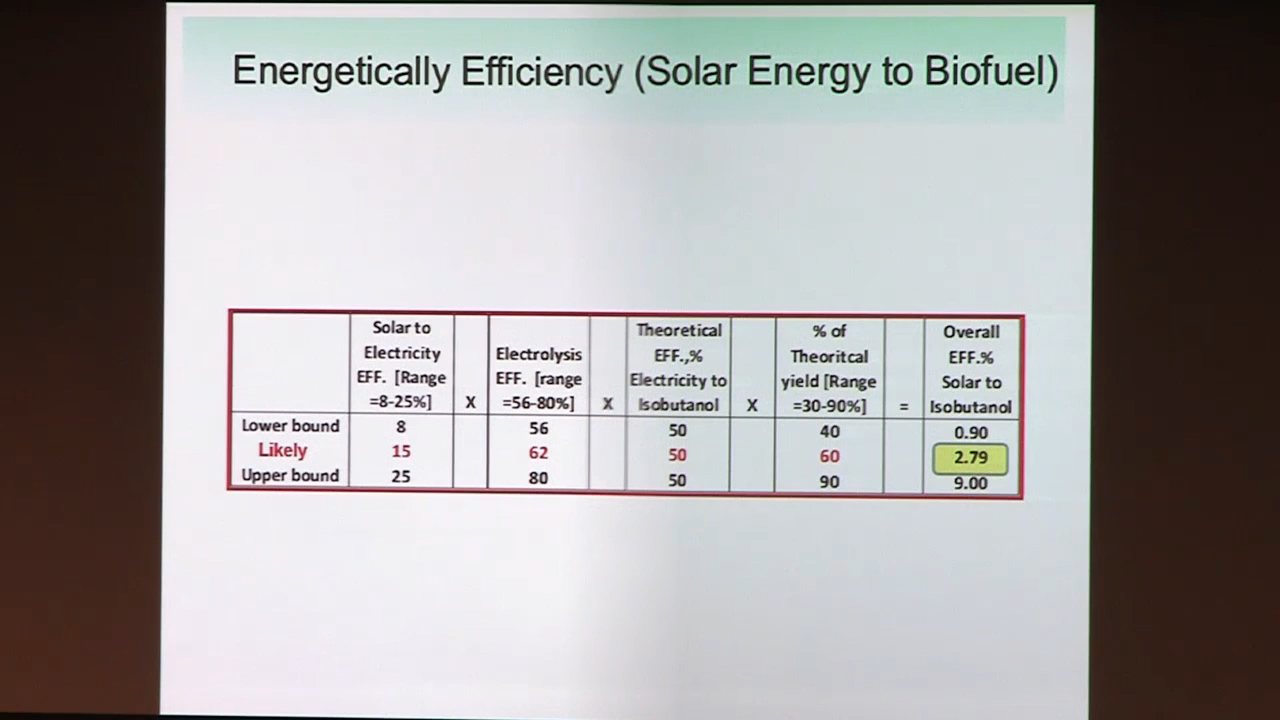 Energetically Efficiency (Solar Energy to Biofuel)
Solar to Electricity EFF. [Range =8-25%] X Electrolysis EFF. [range =56-80%] X Theoretical EFF.,% Electricity to Isobutanol X % of Theoritcal yield [Range =30-90%] = Overall EFF.% Solar to Isobutanol
Lower bound 8 56 50 40 0.90
Likely 15 62 50 60 2.79
Upper bound 25 80 50 90 9.00